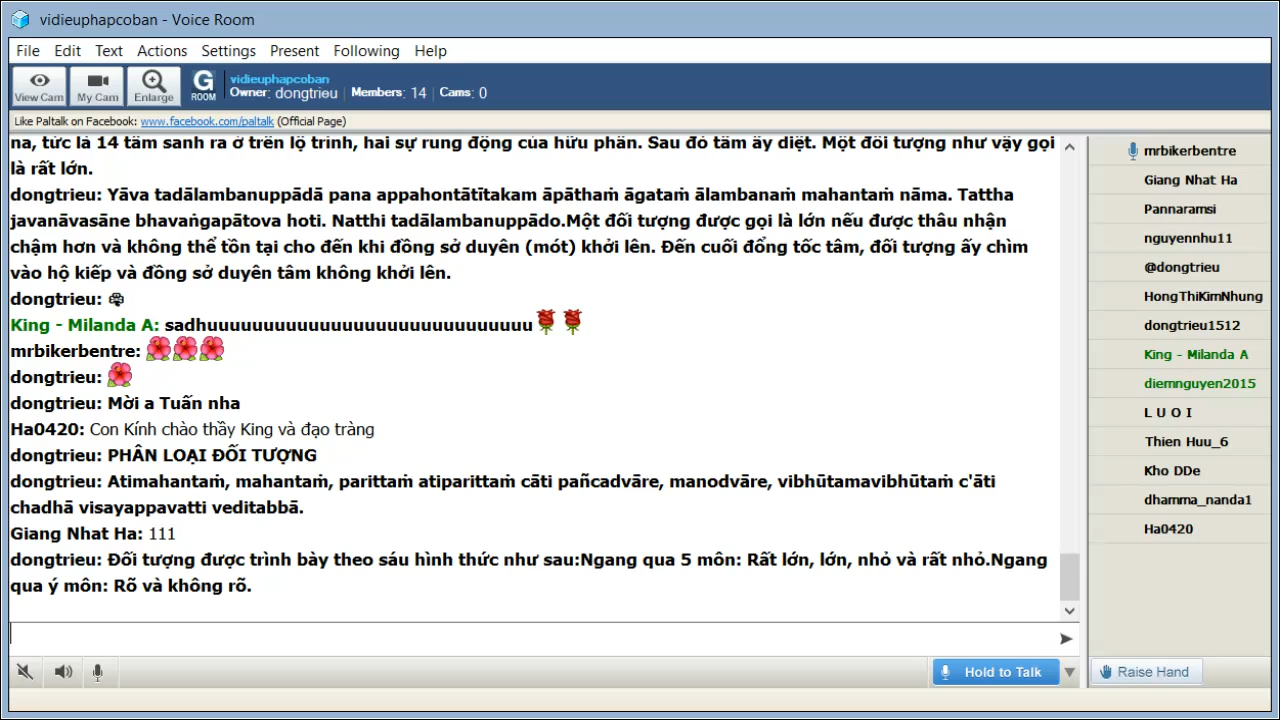 vidieuphapcoban - Voice Room
File Edit Text Actions Settings Present Following Help
View Cam My Cam Enlarge G ROOM
vidieuphapcoban
Owner: dongtrieu Members: 14 Cams: 0
Like Paltalk on Facebook: www.facebook.com/paltalk (Official Page)
na, tức là 14 tâm sanh ra ở trên lộ trình, hai sự rung động của hữu phần. Sau đó tâm ấy diệt. Một đối tượng như vậy gọi
là rất lớn.
dongtrieu: Yāva tadālambanuppādā pana appahontātītakam āpāthaṁ āgataṁ ālambanaṁ mahantaṁ nāma. Tattha
javanāvasāne bhavaṅgapātova hoti. Natthi tadālambanuppādo.Một đối tượng được gọi là lớn nếu được thâu nhận
chậm hơn và không thể tồn tại cho đến khi đồng sở duyên (mót) khởi lên. Đến cuối đổng tốc tâm, đối tượng ấy chìm
vào hộ kiếp và đồng sở duyên tâm không khởi lên.
dongtrieu:
King - Milanda A: sadhuuuuuuuuuuuuuuuuuuuuuuuuuuuuu
mrbikerbentre:
dongtrieu:
dongtrieu: Mời a Tuấn nha
Ha0420: Con Kính chào thầy King và đạo tràng
dongtrieu: PHÂN LOẠI ĐỐI TƯỢNG
dongtrieu: Atimahantaṁ, mahantaṁ, parittaṁ atiparittaṁ cāti pañcadvāre, manodvāre, vibhūtamavibhūtaṁ c'āti
chadhā visayappavatti veditabbā.
Giang Nhat Ha: 111
dongtrieu: Đối tượng được trình bày theo sáu hình thức như sau:Ngang qua 5 môn: Rất lớn, lớn, nhỏ và rất nhỏ.Ngang
qua ý môn: Rõ và không rõ.
Hold to Talk
mrbikerbentre
Giang Nhat Ha
Pannaramsi
nguyennhu11
@dongtrieu
HongThiKimNhung
dongtrieu1512
King - Milanda A
diemnguyen2015
L U O I
Thien Huu_6
Kho DDe
dhamma_nanda1
Ha0420
Raise Hand